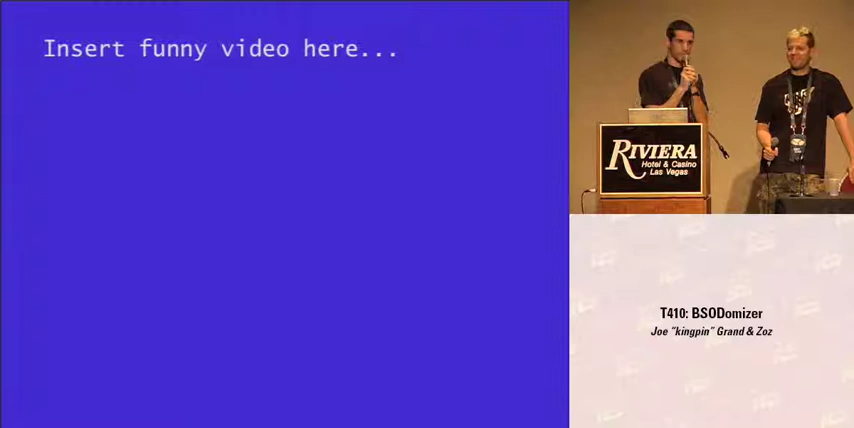 Insert funny video here...
RIVIERA
Hotel & Casino
Las Vegas
T410: BSODomizer
Joe "kingpin" Grand & Zoz